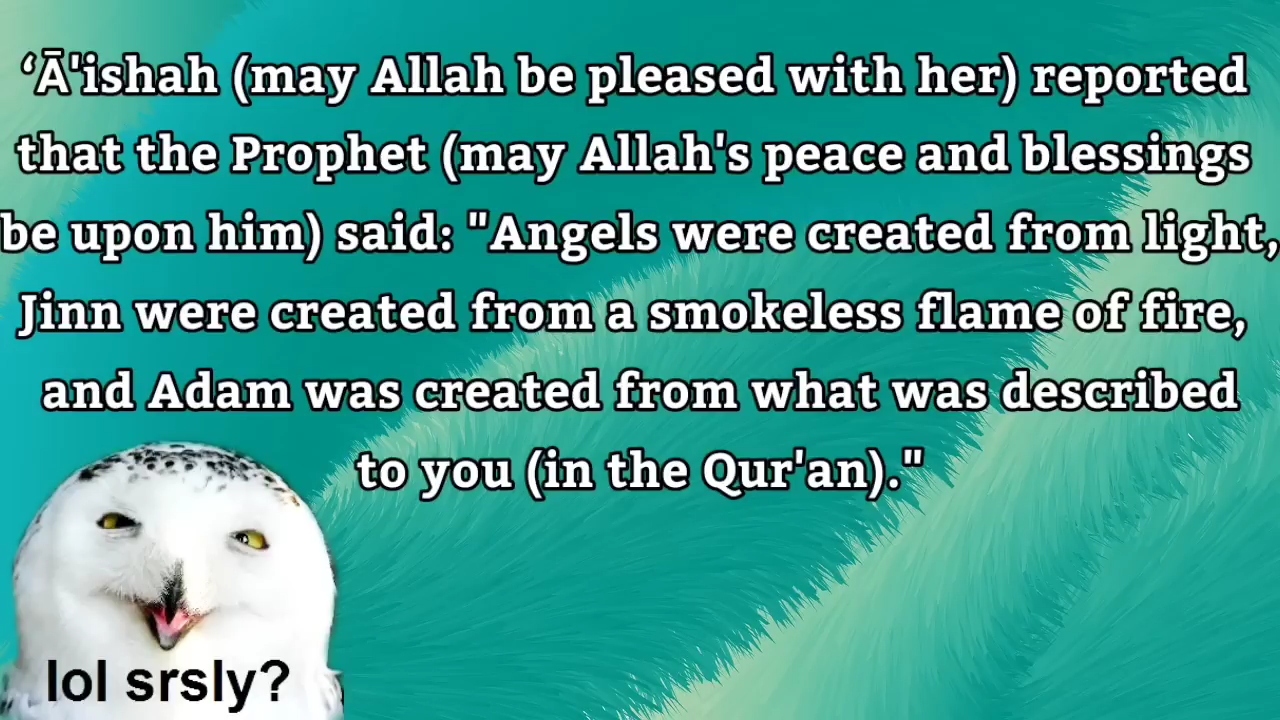 ‘Ā'ishah (may Allah be pleased with her) reported
that the Prophet (may Allah's peace and blessings
be upon him) said: "Angels were created from light,
Jinn were created from a smokeless flame of fire,
and Adam was created from what was described
to you (in the Qur'an)."
lol srsly?